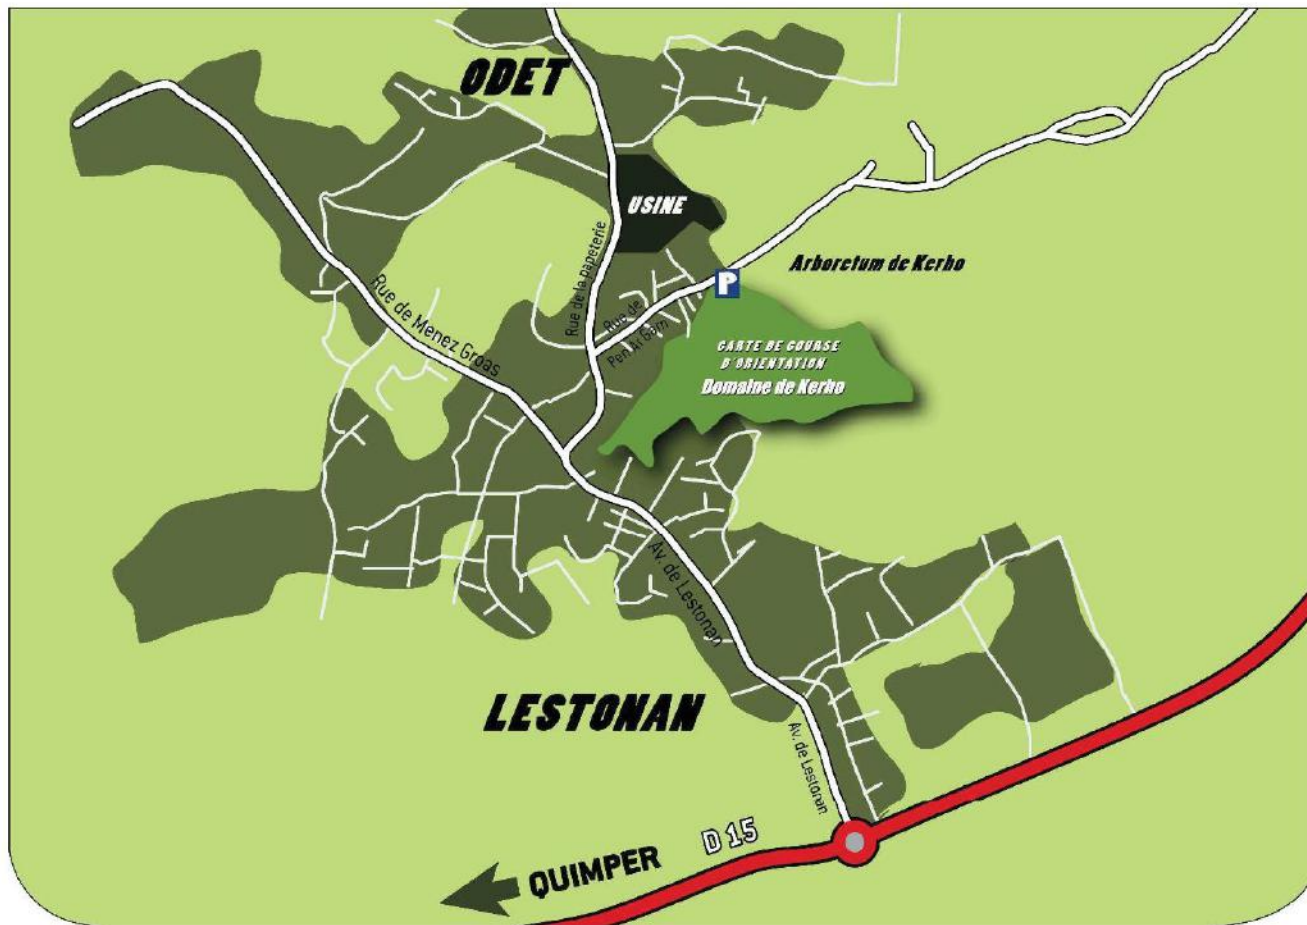 ODET
USINE
Rue de la papeterie
Arboretum de Kerho
P
Rue de Menez Groas
Rue de
Pen Ar Garn
CARTE DE COURSE
D'ORIENTATION
Domaine de Kerho
Av. de Lestonan
LESTONAN
Av. de Lestonan
D 15
QUIMPER